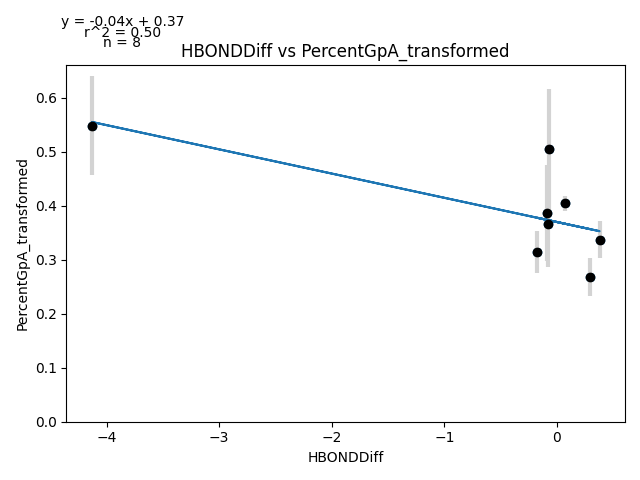 y = -0.04x + 0.37
r^2 = 0.50
n = 8
HBONDDiff vs PercentGpA_transformed
0.6
0.5
0.4
0.3
0.2
0.1
0.0
PercentGpA_transformed
−4
−3
−2
−1
0
HBONDDiff